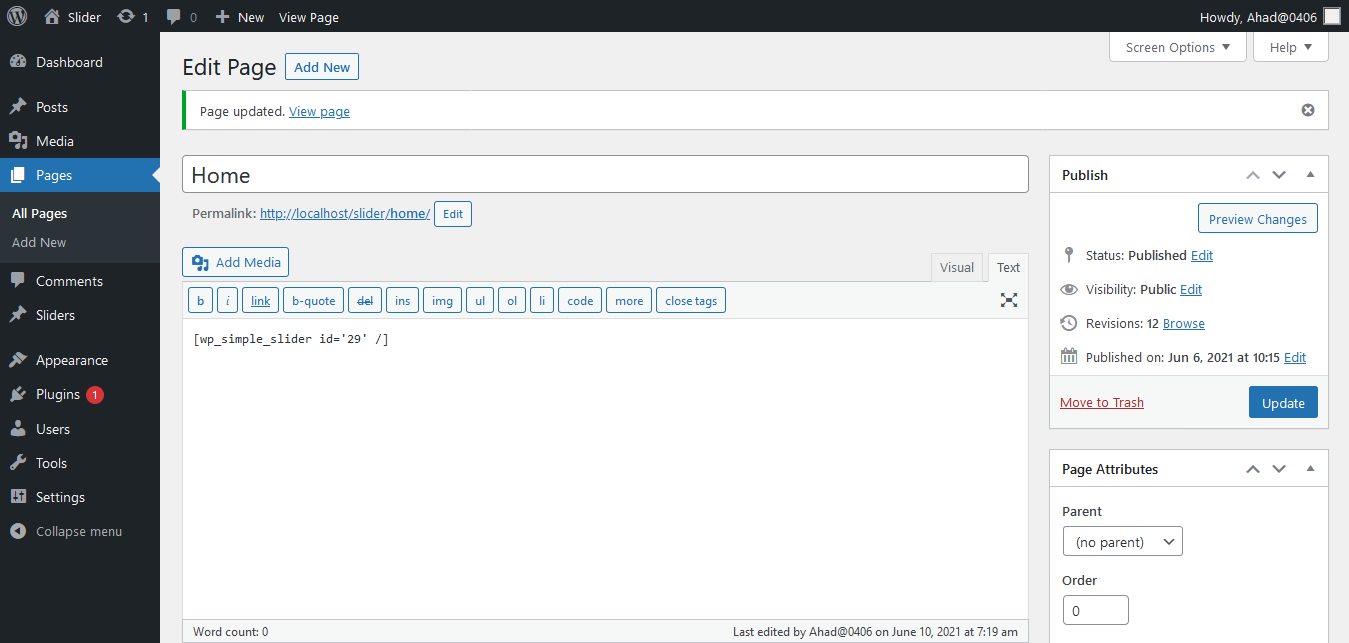 Slider 1 0 New View Page Howdy, Ahad@0406
Screen Options Help
Dashboard
Posts
Media
Pages
All Pages
Add New
Comments
Sliders
Appearance
Plugins 1
Users
Tools
Settings
Collapse menu
Edit Page Add New
Page updated. View page
Home
Permalink: http://localhost/slider/home/ Edit
Add Media Visual Text
b i link b-quote del ins img ul ol li code more close tags
[wp_simple_slider id='29' /]
Word count: 0 Last edited by Ahad@0406 on June 10, 2021 at 7:19 am
Publish
Preview Changes
Status: Published Edit
Visibility: Public Edit
Revisions: 12 Browse
Published on: Jun 6, 2021 at 10:15 Edit
Move to Trash Update
Page Attributes
Parent
(no parent)
Order
0